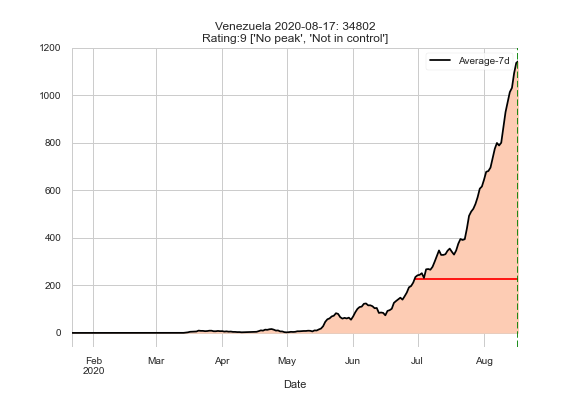 Venezuela 2020-08-17: 34802
Rating:9 ['No peak', 'Not in control']
1200
Average-7d
1000
800
600
400
200
0
Feb Mar Apr May Jun Jul Aug
2020
Date